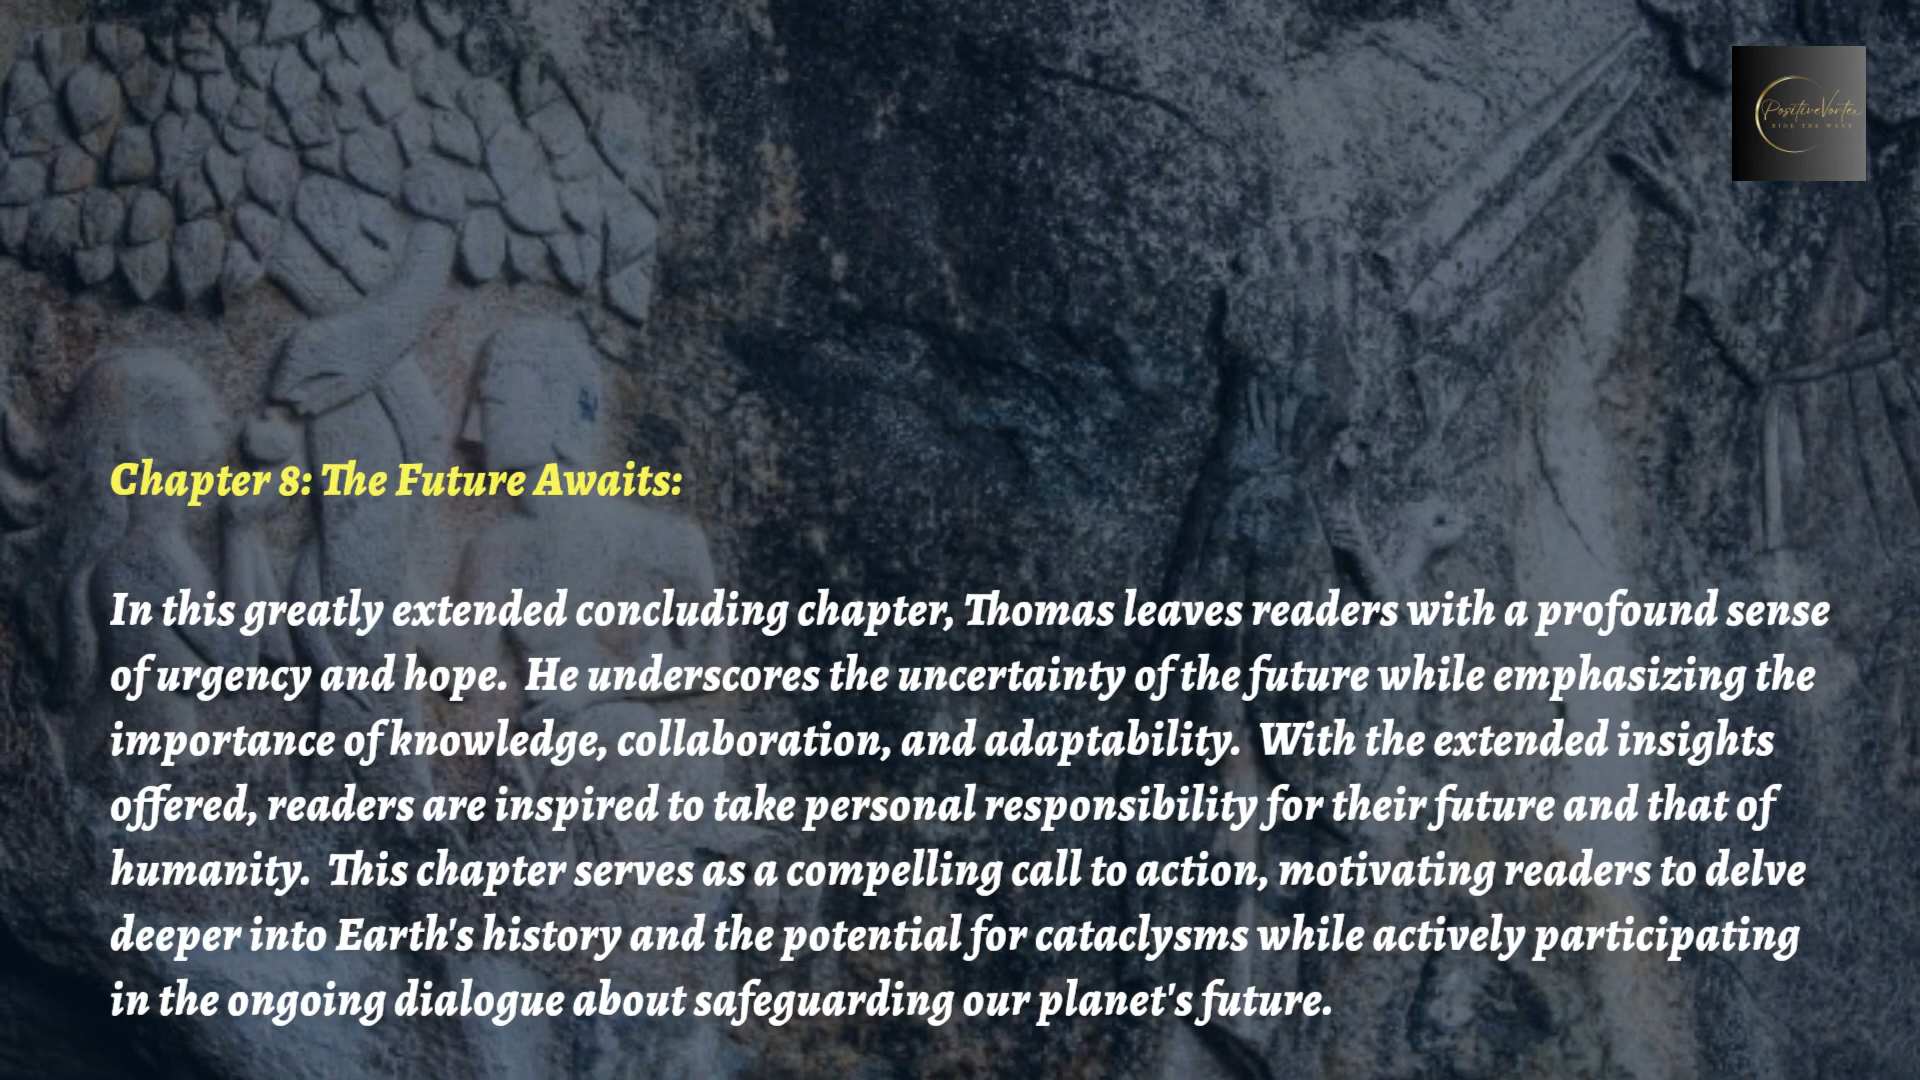 PositiveVortex
RIDE THE WAVE
Chapter 8: The Future Awaits:
In this greatly extended concluding chapter, Thomas leaves readers with a profound sense
of urgency and hope.  He underscores the uncertainty of the future while emphasizing the
importance of knowledge, collaboration, and adaptability.  With the extended insights
offered, readers are inspired to take personal responsibility for their future and that of
humanity.  This chapter serves as a compelling call to action, motivating readers to delve
deeper into Earth's history and the potential for cataclysms while actively participating
in the ongoing dialogue about safeguarding our planet's future.